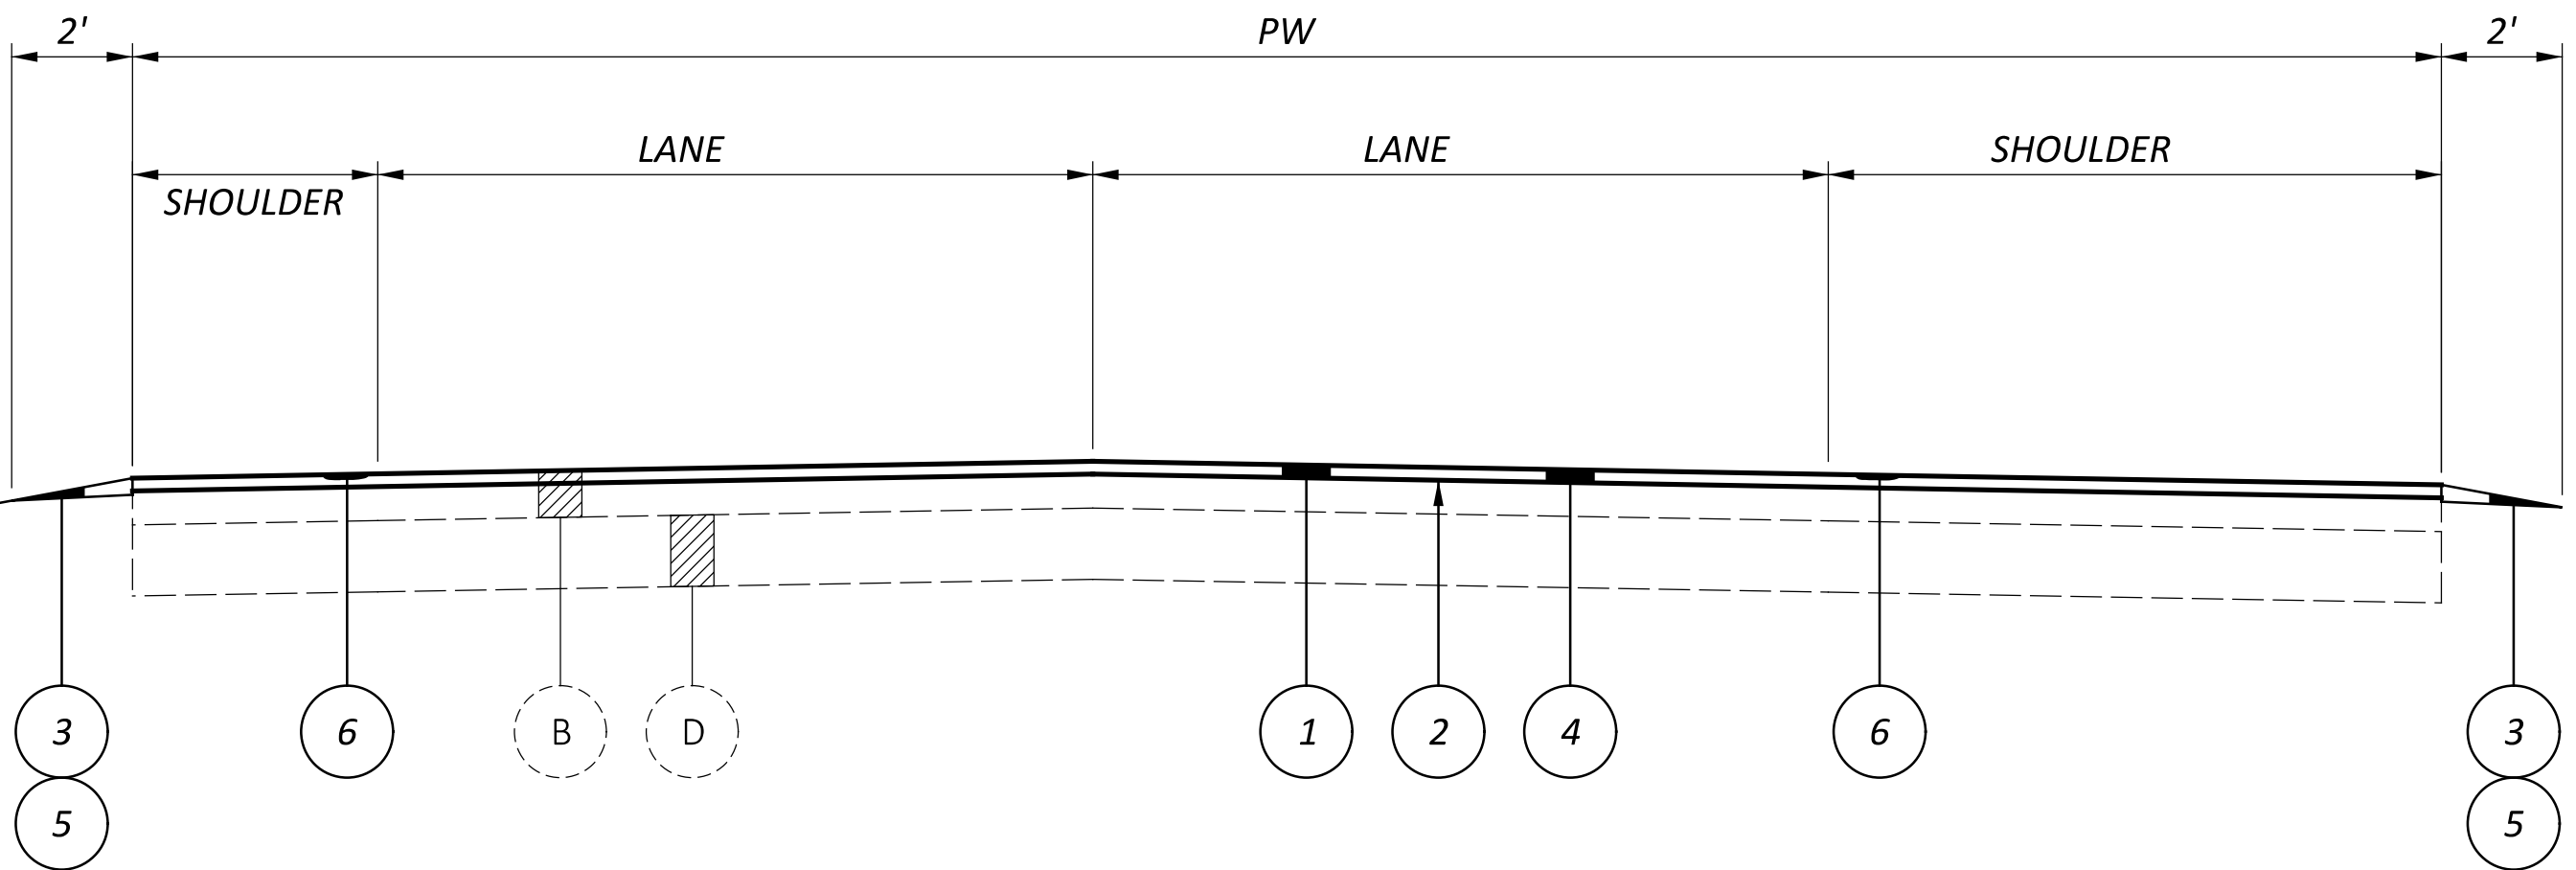 2' PW 2'
LANE LANE SHOULDER
SHOULDER
3 6 B D 1 2 4 6 3
5 5